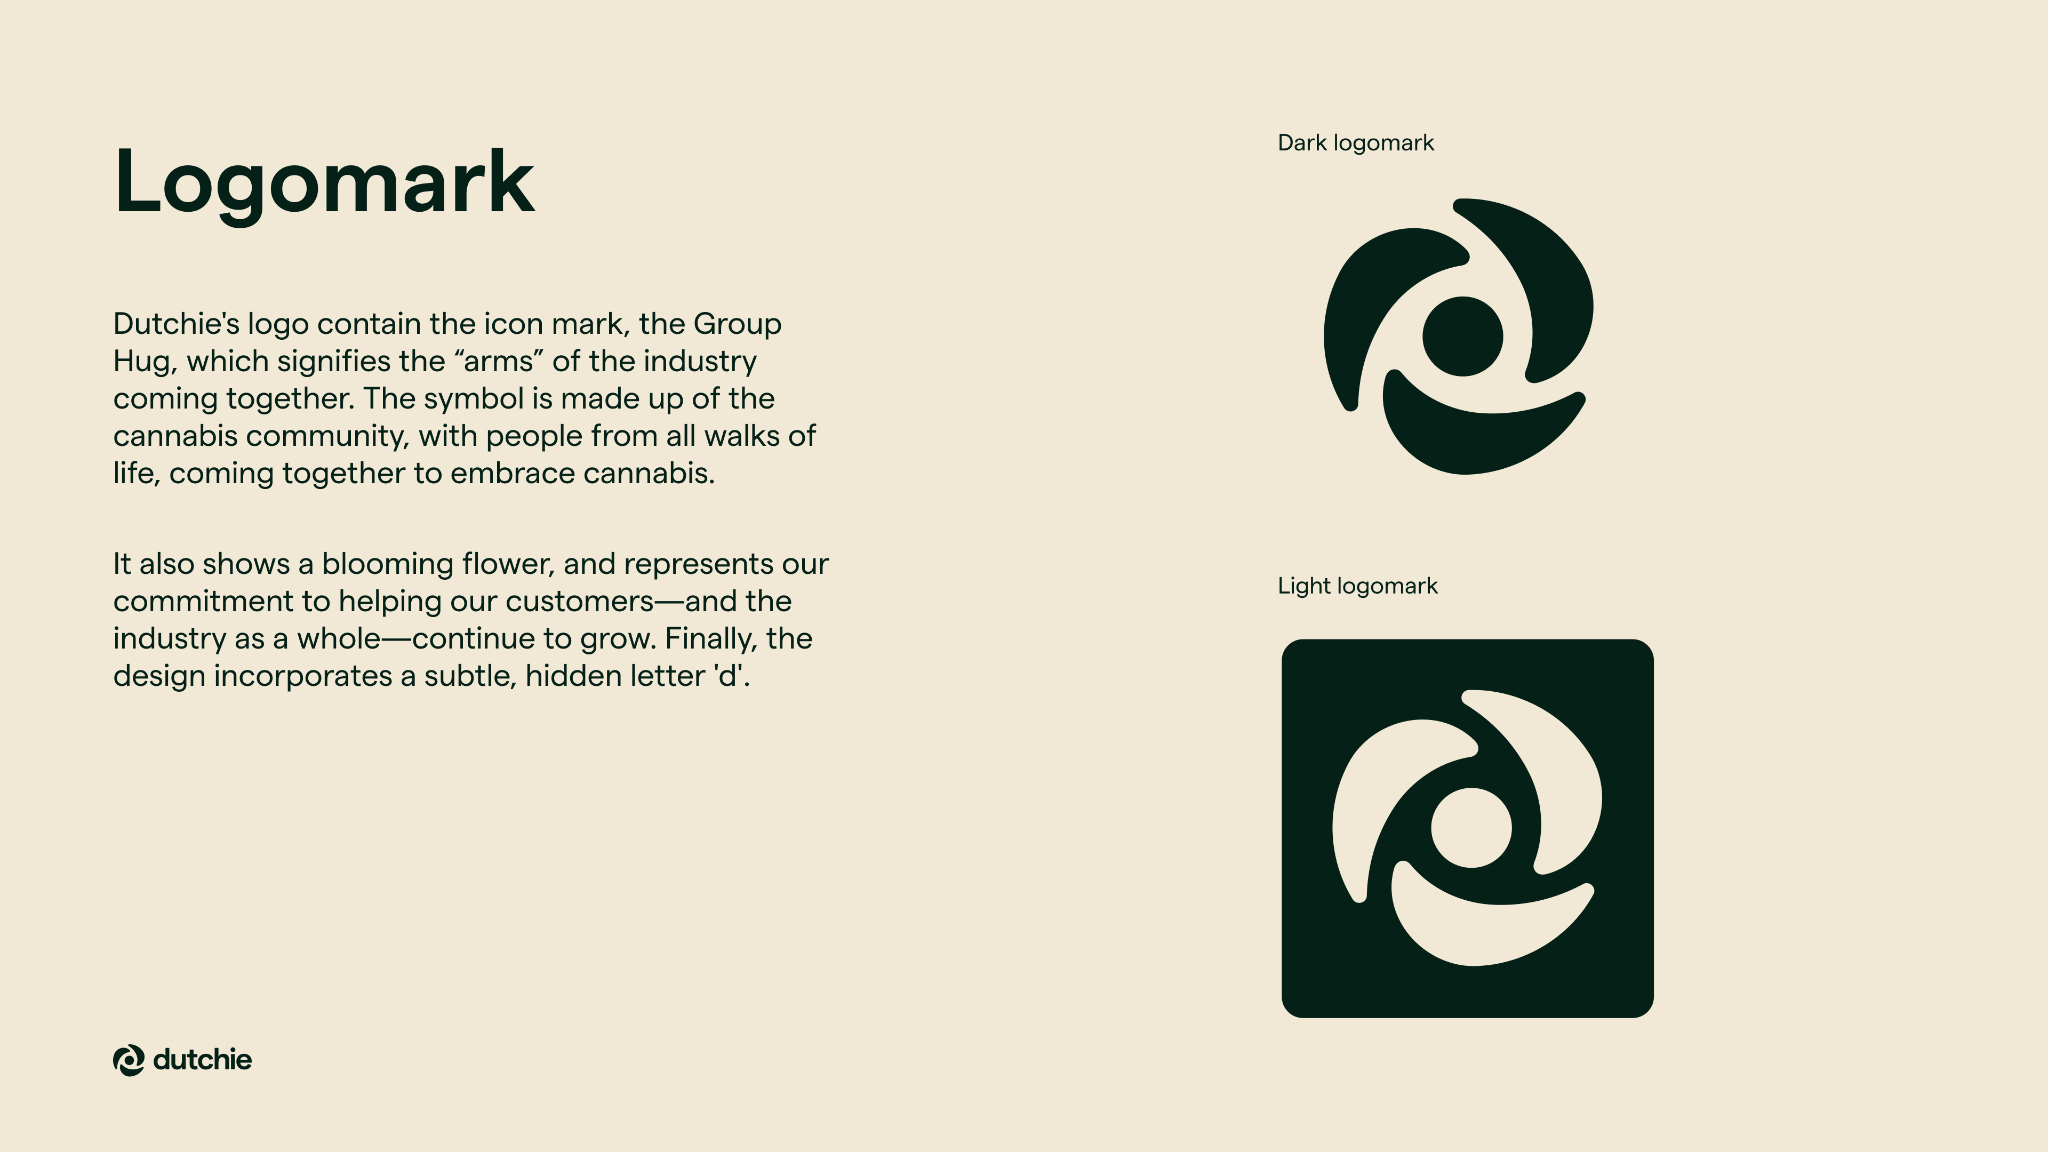 Logomark
Dutchie's logo contain the icon mark, the Group
Hug, which signifies the “arms” of the industry
coming together. The symbol is made up of the
cannabis community, with people from all walks of
life, coming together to embrace cannabis.
It also shows a blooming flower, and represents our
commitment to helping our customers—and the
industry as a whole—continue to grow. Finally, the
design incorporates a subtle, hidden letter 'd'.
Dark logomark
Light logomark
dutchie